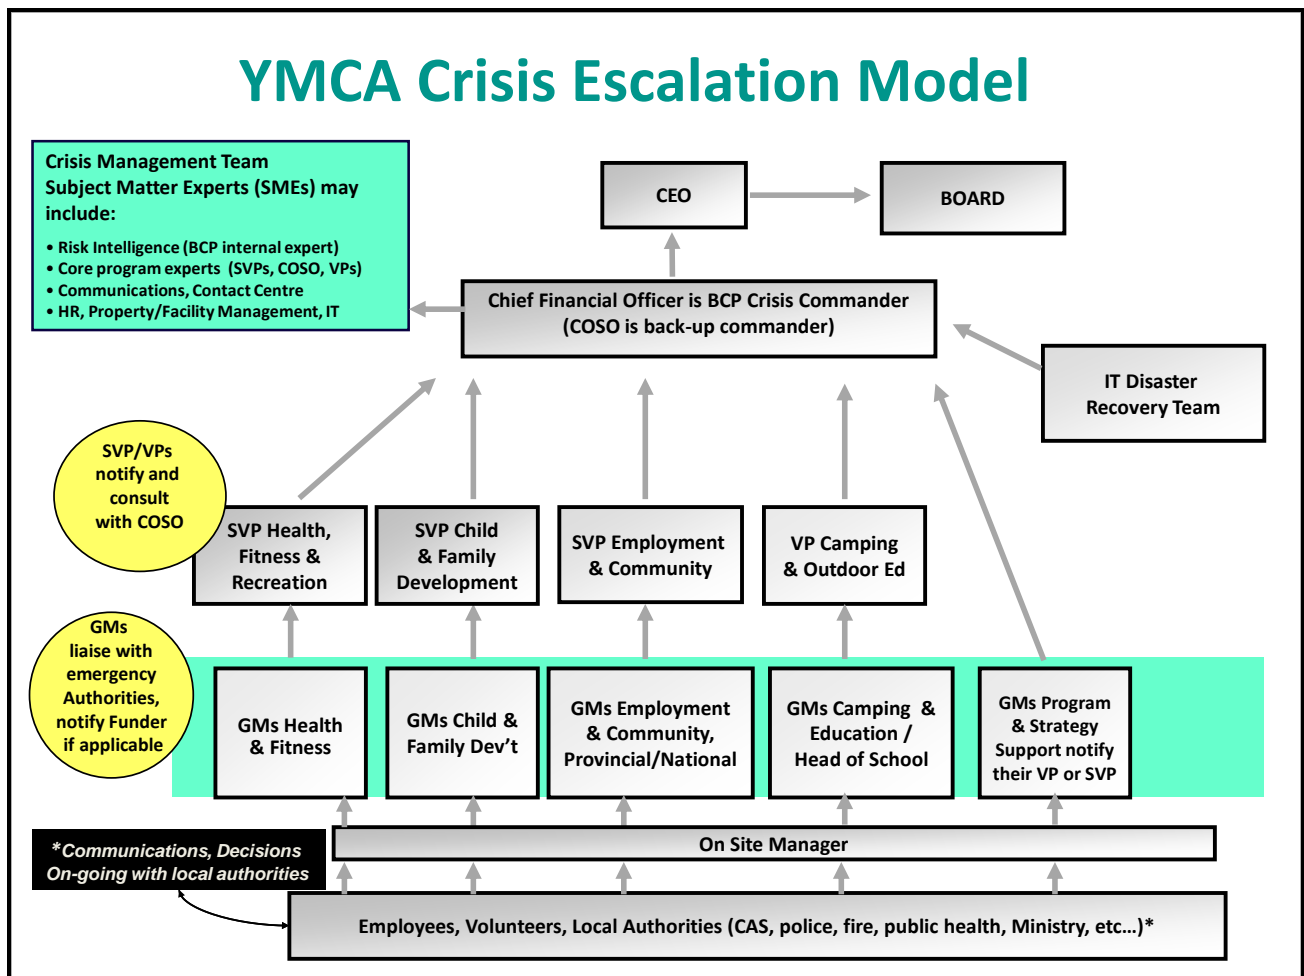 YMCA Crisis Escalation Model
Crisis Management Team
Subject Matter Experts (SMEs) may
include:
• Risk Intelligence (BCP internal expert)
• Core program experts (SVPs, COSO, VPs)
• Communications, Contact Centre
• HR, Property/Facility Management, IT
CEO
BOARD
Chief Financial Officer is BCP Crisis Commander
(COSO is back-up commander)
IT Disaster
Recovery Team
SVP/VPs
notify and
consult
with COSO
SVP Health,
Fitness &
Recreation
SVP Child
& Family
Development
SVP Employment
& Community
VP Camping
& Outdoor Ed
GMs
liaise with
emergency
Authorities,
notify Funder
if applicable
GMs Health
& Fitness
GMs Child &
Family Dev't
GMs Employment
& Community,
Provincial/National
GMs Camping &
Education /
Head of School
GMs Program
& Strategy
Support notify
their VP or SVP
On Site Manager
*Communications, Decisions
On-going with local authorities
Employees, Volunteers, Local Authorities (CAS, police, fire, public health, Ministry, etc...)*